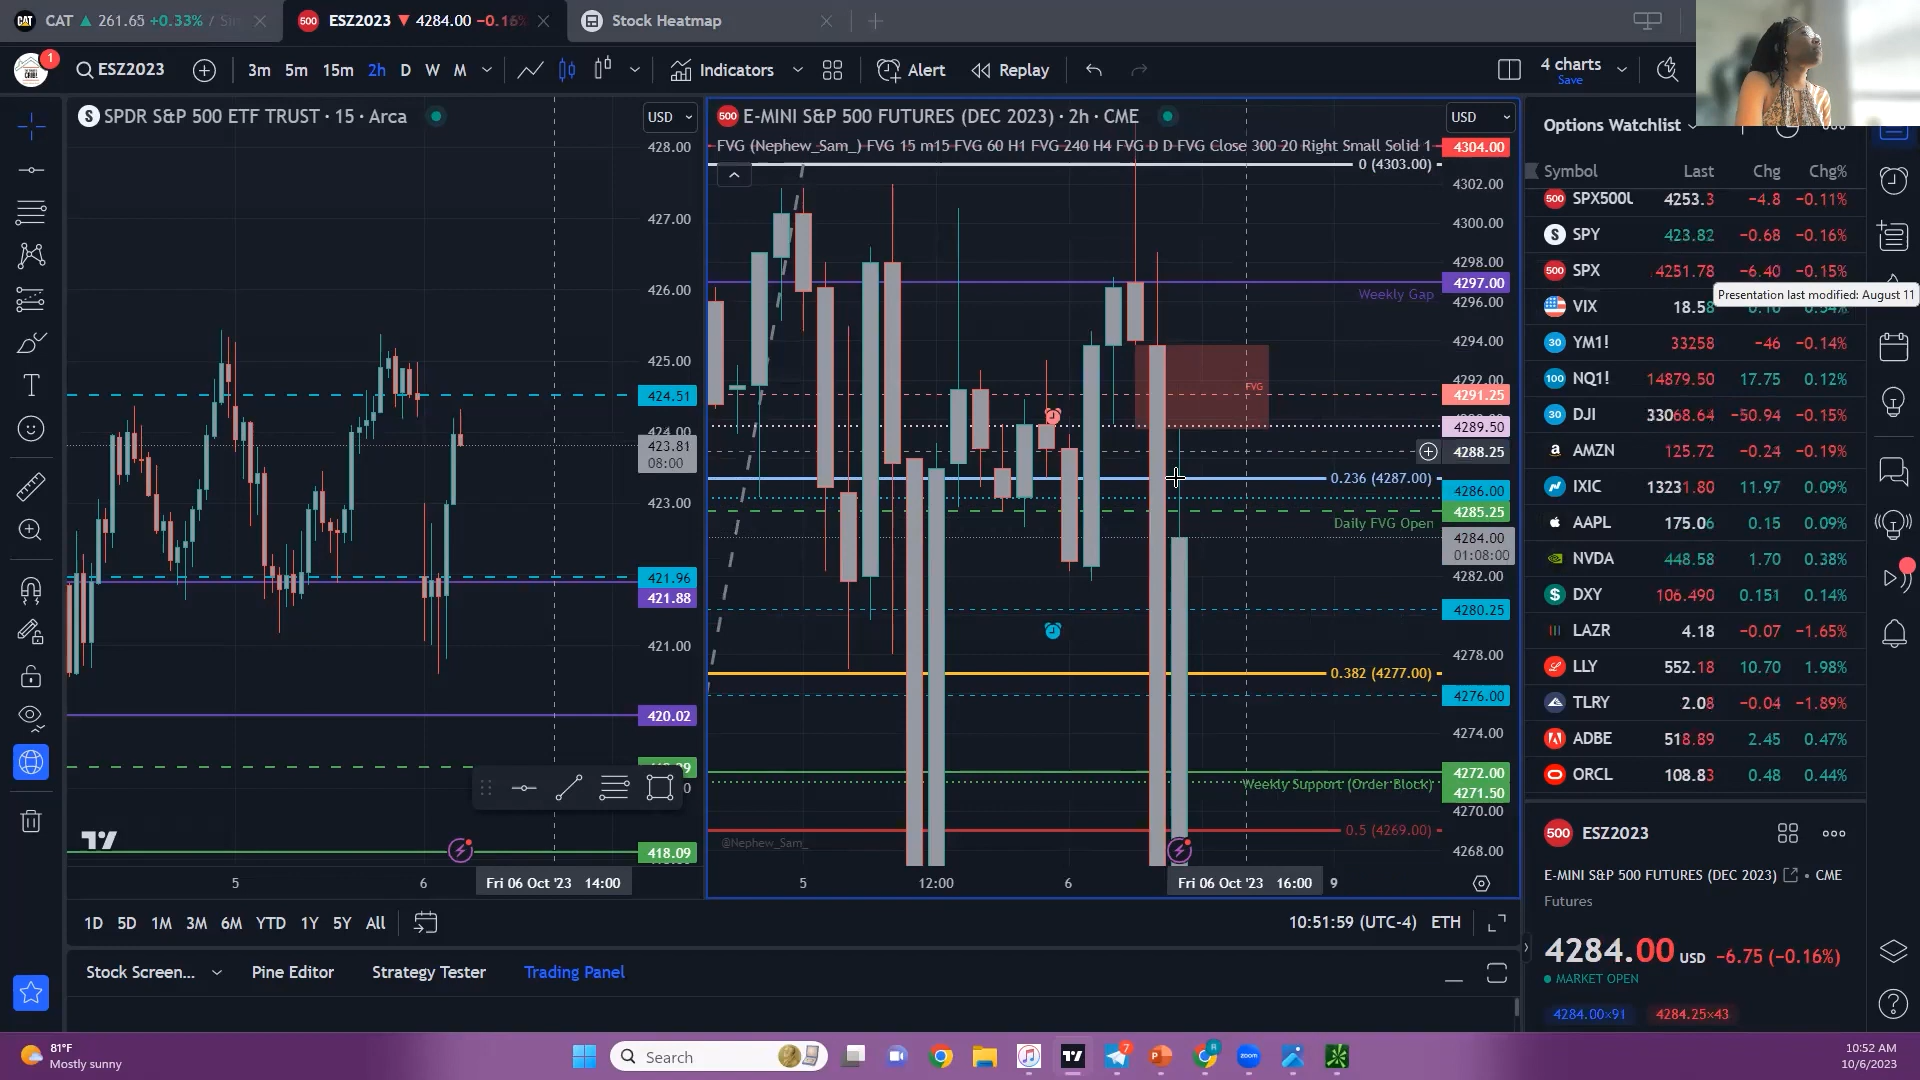 CAT 261.65 +0.33% /
ESZ2023 4284.00 −0.16%
Stock Heatmap
ESZ2023
3m 5m 15m 2h D W M
Indicators
Alert
Replay
4 charts
Save
SPDR S&P 500 ETF TRUST · 15 · Arca
USD
428.00
427.00
426.00
425.00
424.51
424.00
423.81
08:00
423.00
421.96
421.88
421.00
420.02
418.09
5
6
Fri 06 Oct '23 14:00
E-MINI S&P 500 FUTURES (DEC 2023) · 2h · CME
USD
FVG (Nephew_Sam_) FVG 15 m15 FVG 60 H1 FVG 240 H4 FVG D D FVG Close 300 20 Right Small Solid 1
4304.00
0 (4303.00)
4302.00
4300.00
4298.00
4297.00
Weekly Gap
4296.00
4294.00
4292.00
FVG
4291.25
4289.50
4288.25
0.236 (4287.00)
4286.00
4285.25
Daily FVG Open
4284.00
01:08:00
4282.00
4280.25
4278.00
0.382 (4277.00)
4276.00
4274.00
4272.00
Weekly Support (Order Block)
4271.50
4270.00
0.5 (4269.00)
@Nephew_Sam_
4268.00
5
12:00
6
Fri 06 Oct '23 16:00
9
1D 5D 1M 3M 6M YTD 1Y 5Y All
10:51:59 (UTC-4) ETH
Stock Screen... Pine Editor Strategy Tester Trading Panel
Options Watchlist
Symbol Last Chg Chg%
4253.3 −4.8 −0.11%
SPY 423.82 −0.68 −0.16%
SPX 4251.78 −6.40 −0.15%
Presentation last modified: August 11
VIX 18.58
YM1! 33258 −46 −0.14%
NQ1! 14879.50 17.75 0.12%
DJI 33068.64 −50.94 −0.15%
AMZN 125.72 −0.24 −0.19%
IXIC 13231.80 11.97 0.09%
AAPL 175.06 0.15 0.09%
NVDA 448.58 1.70 0.38%
DXY 106.490 0.151 0.14%
LAZR 4.18 −0.07 −1.65%
LLY 552.18 10.70 1.98%
TLRY 2.08 −0.04 −1.89%
ADBE 518.89 2.45 0.47%
ORCL 108.83 0.48 0.44%
ESZ2023
E-MINI S&P 500 FUTURES (DEC 2023) • CME
Futures
4284.00 USD −6.75 (−0.16%)
MARKET OPEN
4284.00×91 4284.25×43
81°F
Mostly sunny
Search
10:52 AM
10/6/2023